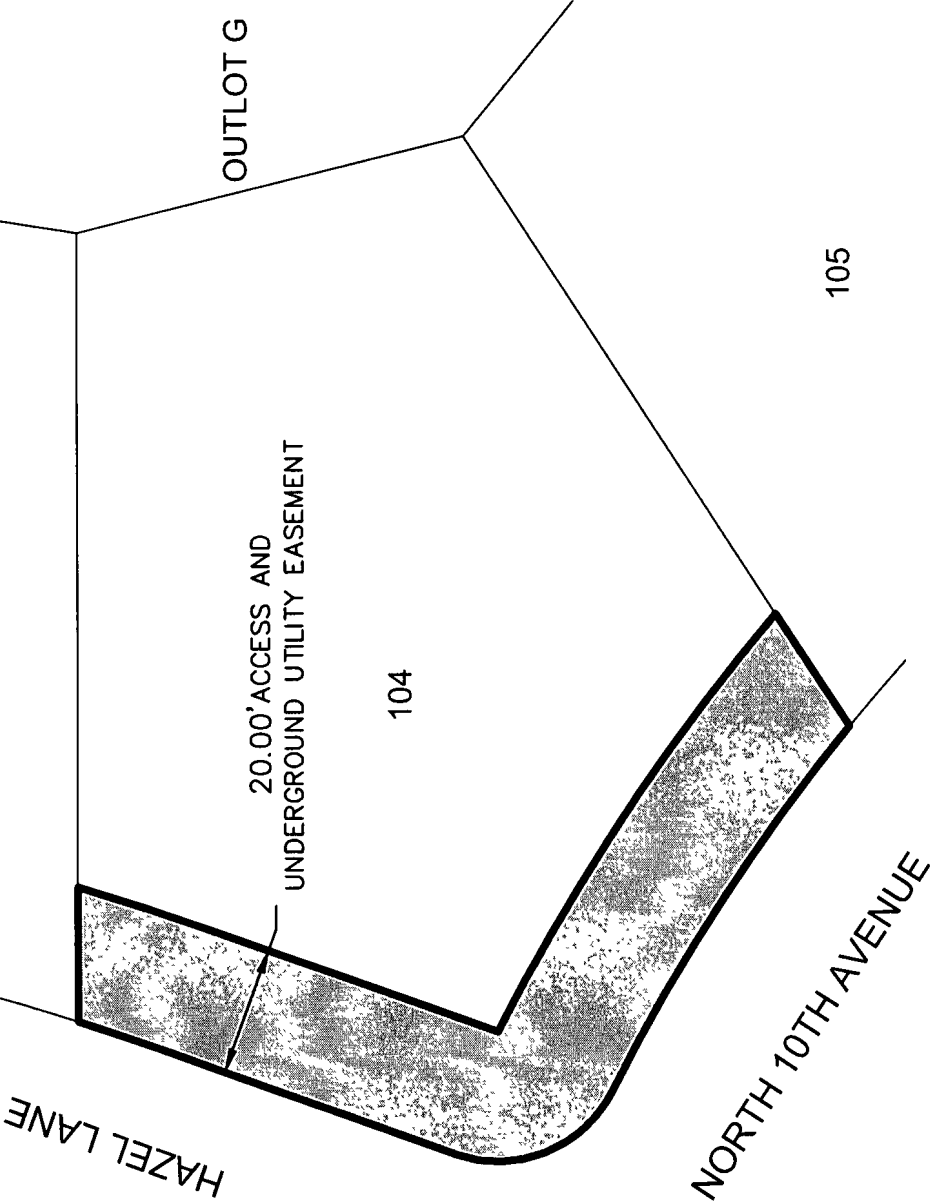 OUTLOT G
20.00' ACCESS AND
UNDERGROUND UTILITY EASEMENT
104
105
HAZEL LANE
NORTH 10TH AVENUE